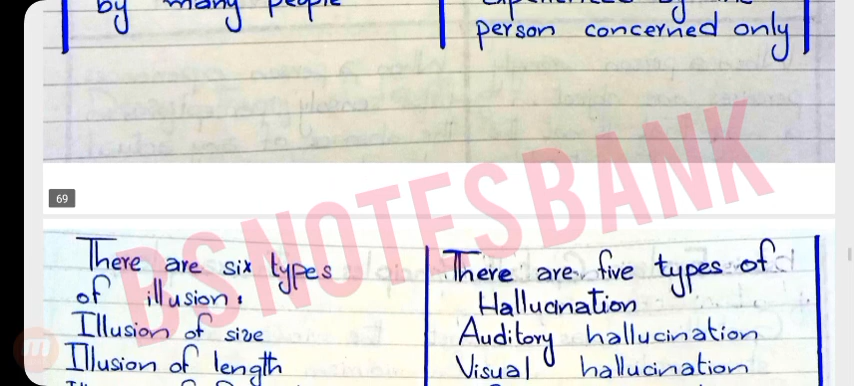 by many people
by
person concerned only
BSNOTESBANK
69
There are six types
of illusion:
Illusion of size
Illusion of length
There are five types of
Hallucination
Auditory hallucination
Visual hallucination